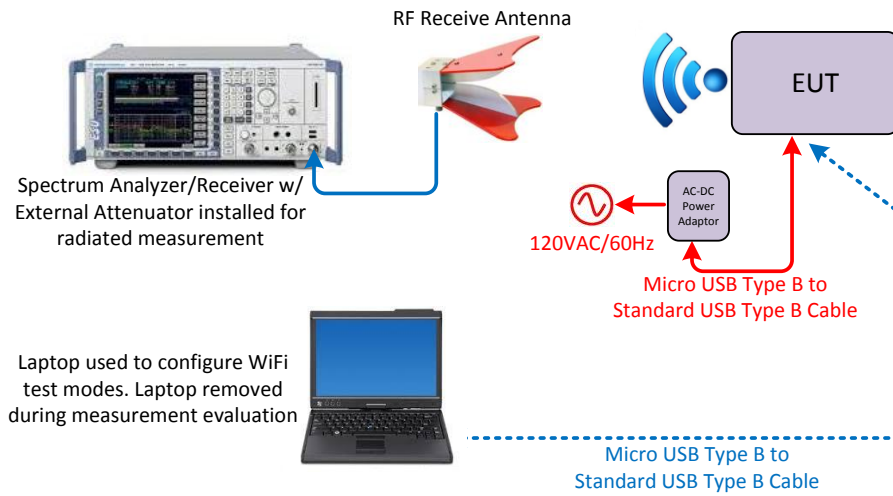 RF Receive Antenna
EUT
Spectrum Analyzer/Receiver w/
External Attenuator installed for
radiated measurement
AC-DC
Power
Adaptor
120VAC/60Hz
Micro USB Type B to
Standard USB Type B Cable
Laptop used to configure WiFi
test modes. Laptop removed
during measurement evaluation
Micro USB Type B to
Standard USB Type B Cable